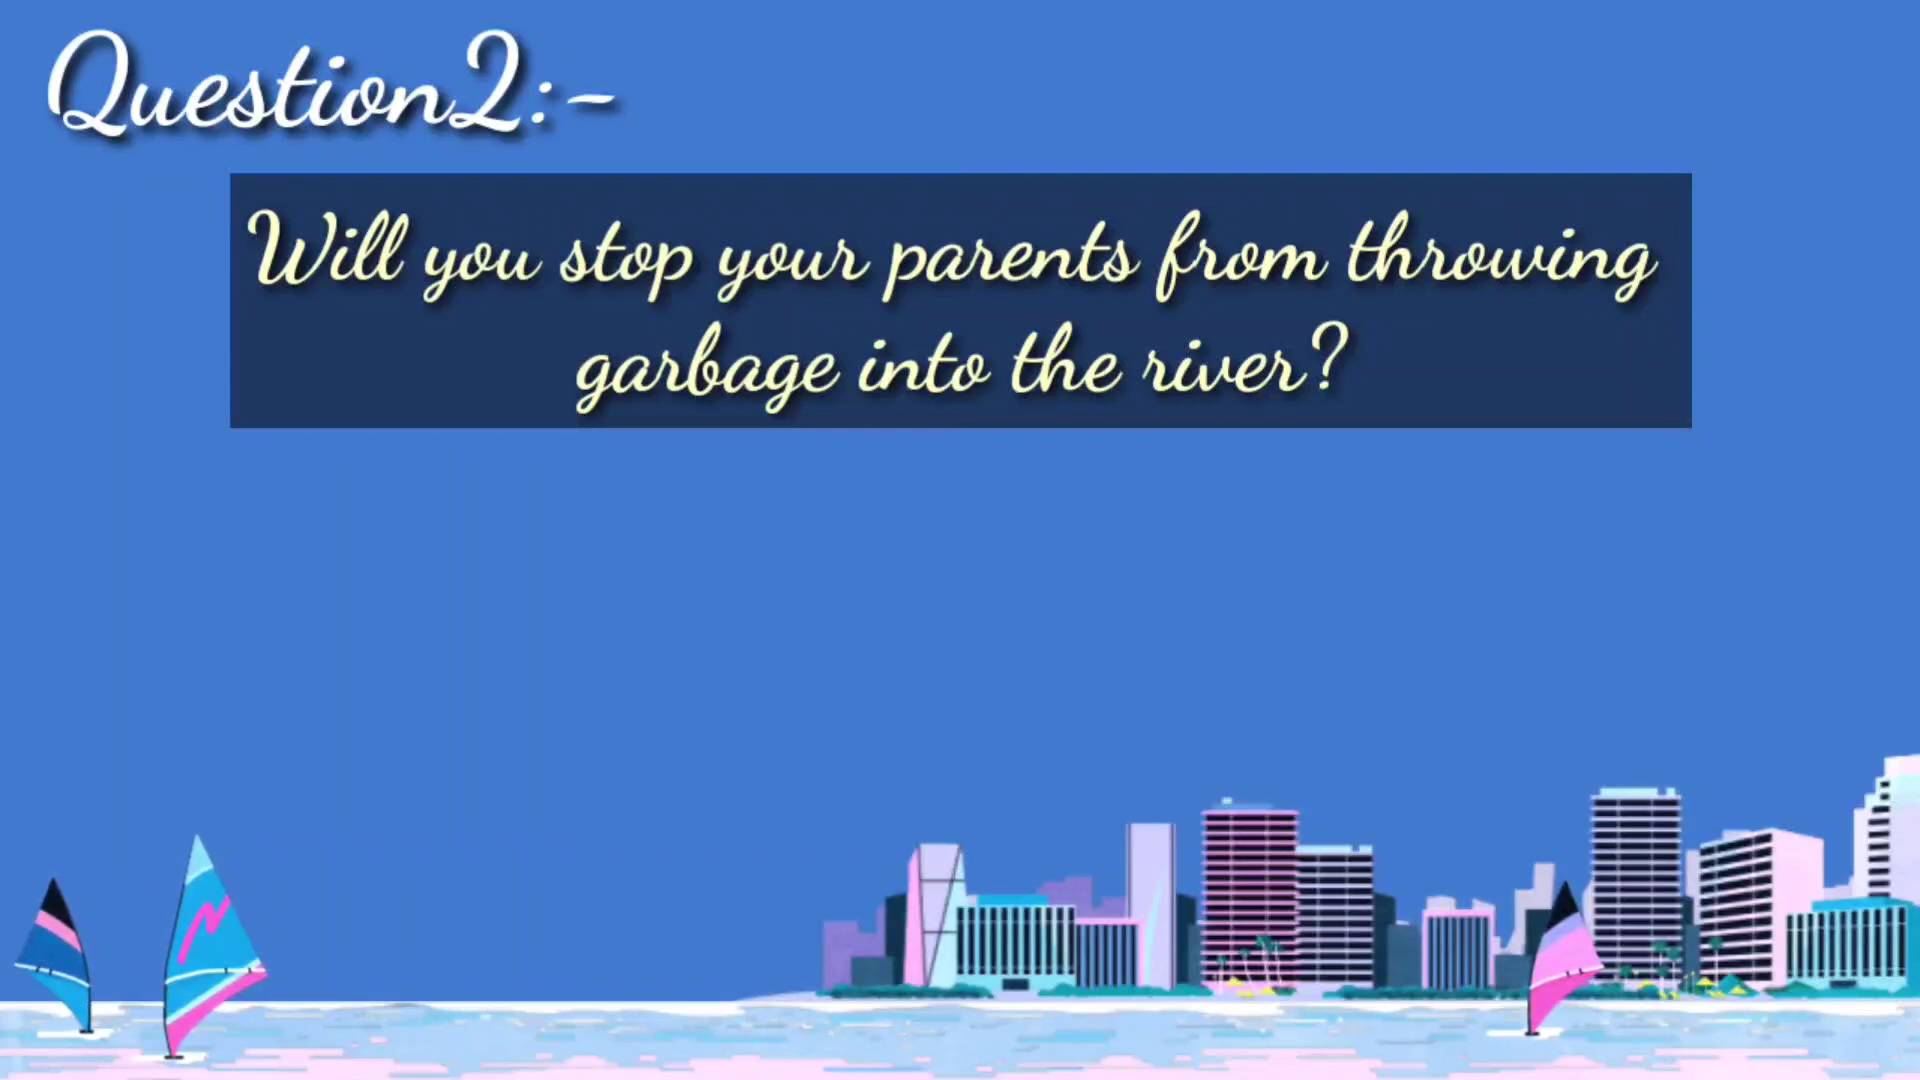 Question2:-
Will you stop your parents from throwing
garbage into the river?